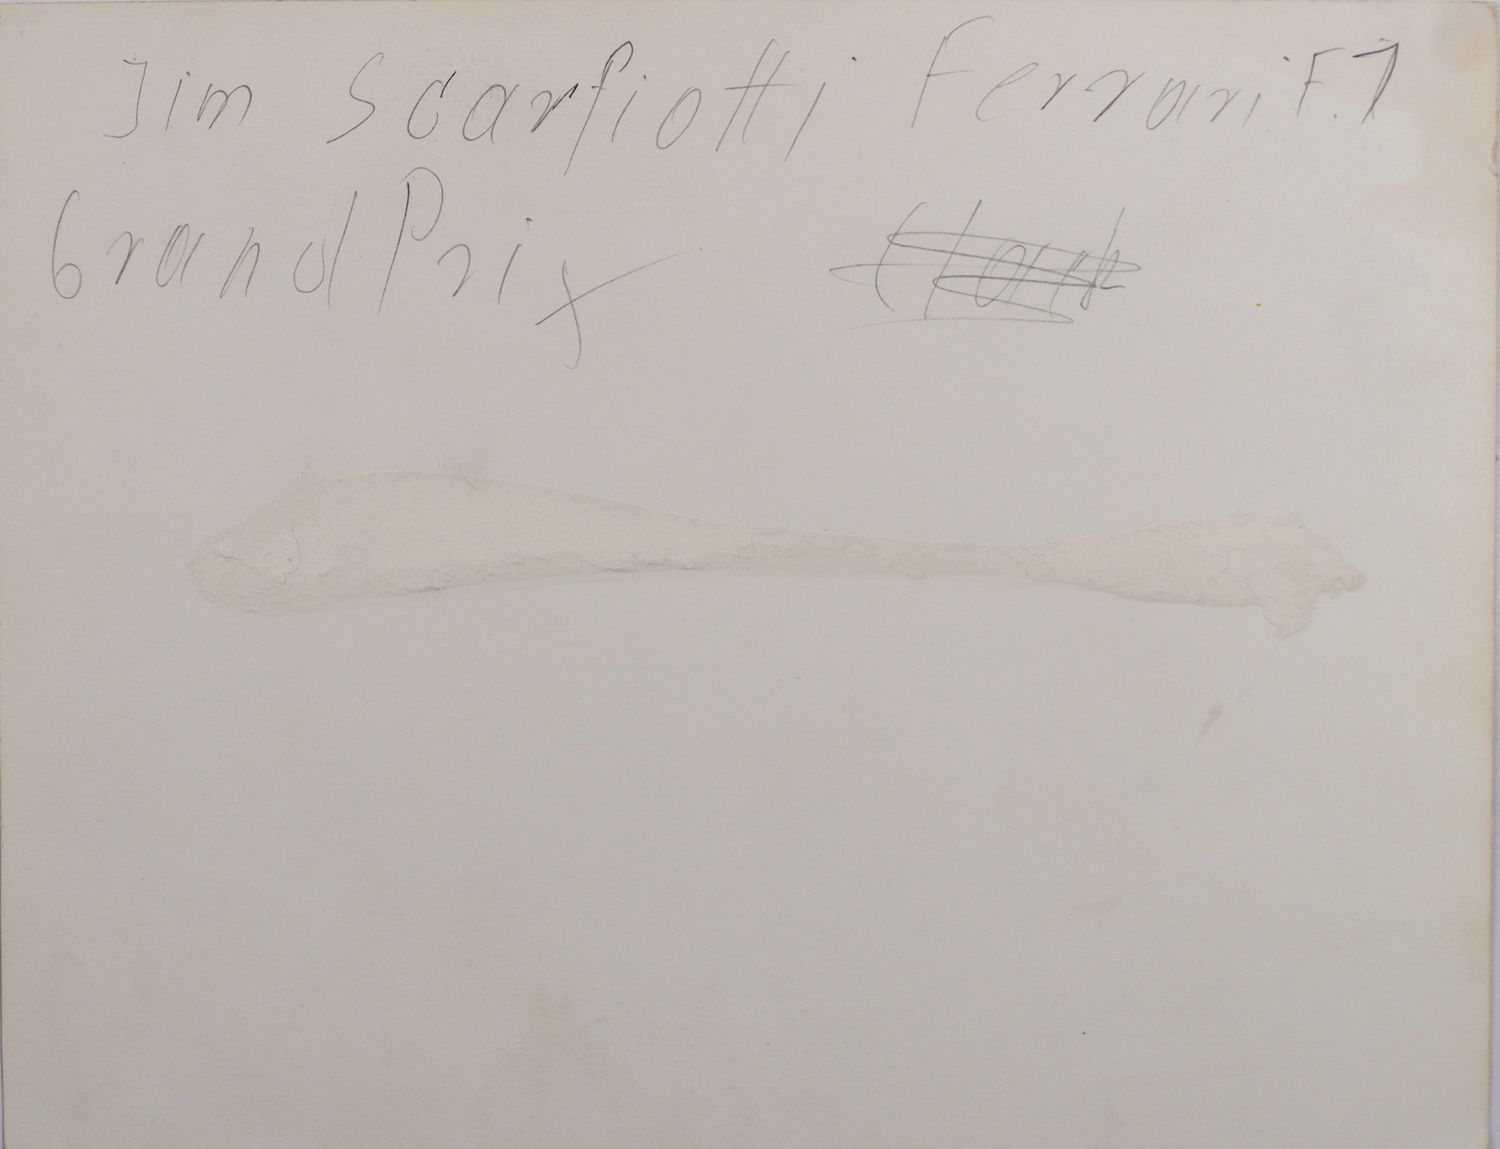 Jim Scarfiotti Ferrari F.1
Grand Prix